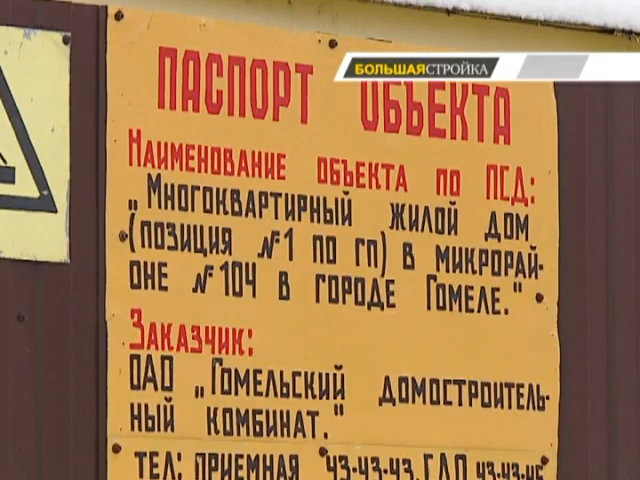 БОЛЬШАЯСТРОЙКА
ПАСПОРТ ОБЪЕКТА
НАИМЕНОВАНИЕ ОБЪЕКТА ПО ПСД:
„МНОГОКВАРТИРНЫЙ ЖИЛОЙ ДОМ
(ПОЗИЦИЯ №1 ПО ГП) В МИКРОРАЙ-
ОНЕ №104 В ГОРОДЕ ГОМЕЛЕ."
ЗАКАЗЧИК:
ОАО „ГОМЕЛЬСКИЙ ДОМОСТРОИТЕЛЬ-
НЫЙ КОМБИНАТ."
ТЕЛ: ПРИЕМНАЯ 43-43-43,